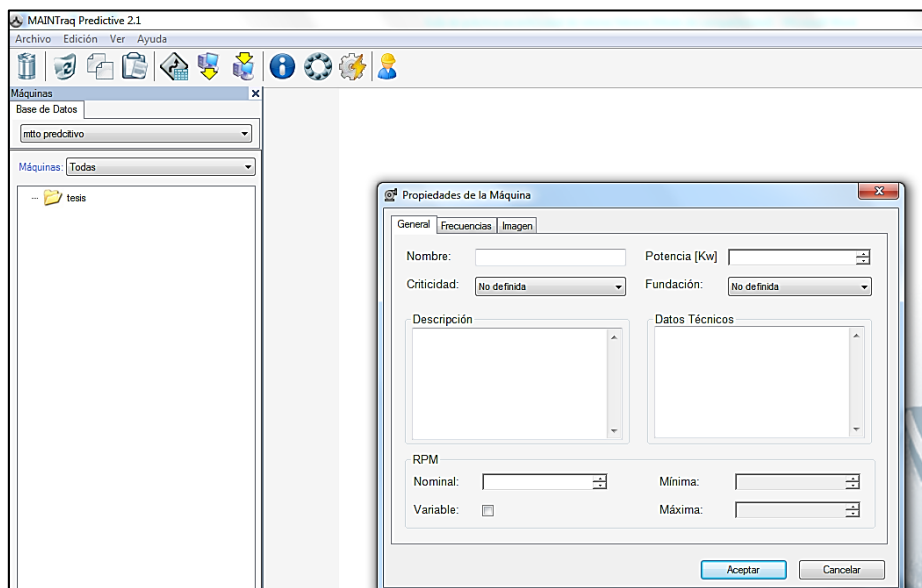 MAINTraq Predictive 2.1
Archivo Edición Ver Ayuda
Máquinas
Base de Datos
mtto predcitivo
Máquinas: Todas
tesis
Propiedades de la Máquina
General Frecuencias Imagen
Nombre: Potencia [Kw]
Criticidad: No definida Fundación: No definida
Descripción Datos Técnicos
RPM
Nominal: Mínima:
Variable: Máxima:
Aceptar Cancelar